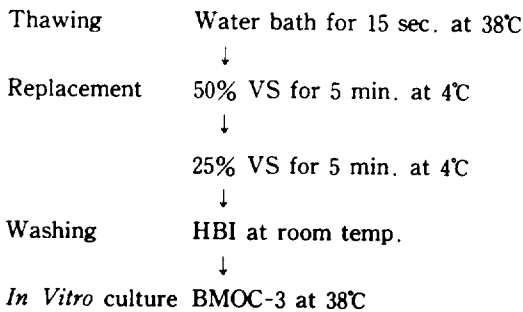 Thawing Water bath for 15 sec. at 38℃
↓
Replacement 50% VS for 5 min. at 4℃
↓
25% VS for 5 min. at 4℃
↓
Washing HBI at room temp.
↓
In Vitro culture BMOC-3 at 38℃